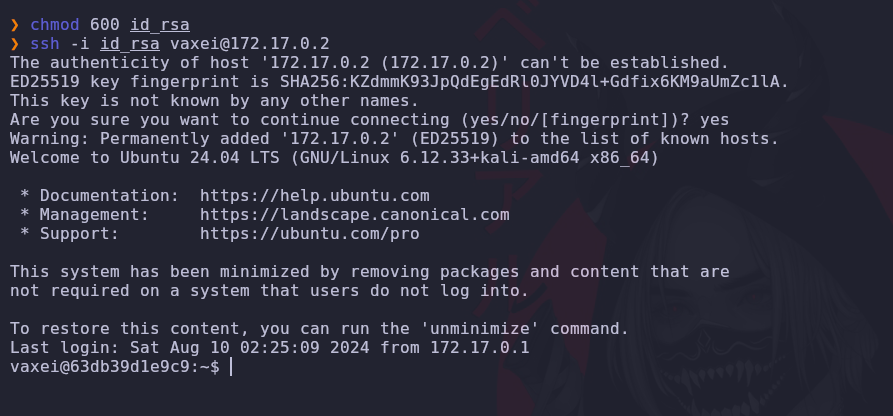 ❯ chmod 600 id_rsa
❯ ssh -i id_rsa vaxei@172.17.0.2
The authenticity of host '172.17.0.2 (172.17.0.2)' can't be established.
ED25519 key fingerprint is SHA256:KZdmmK93JpQdEgEdRl0JYVD4l+Gdfix6KM9aUmZc1lA.
This key is not known by any other names.
Are you sure you want to continue connecting (yes/no/[fingerprint])? yes
Warning: Permanently added '172.17.0.2' (ED25519) to the list of known hosts.
Welcome to Ubuntu 24.04 LTS (GNU/Linux 6.12.33+kali-amd64 x86_64)

 * Documentation:  https://help.ubuntu.com
 * Management:     https://landscape.canonical.com
 * Support:        https://ubuntu.com/pro

This system has been minimized by removing packages and content that are
not required on a system that users do not log into.

To restore this content, you can run the 'unminimize' command.
Last login: Sat Aug 10 02:25:09 2024 from 172.17.0.1
vaxei@63db39d1e9c9:~$